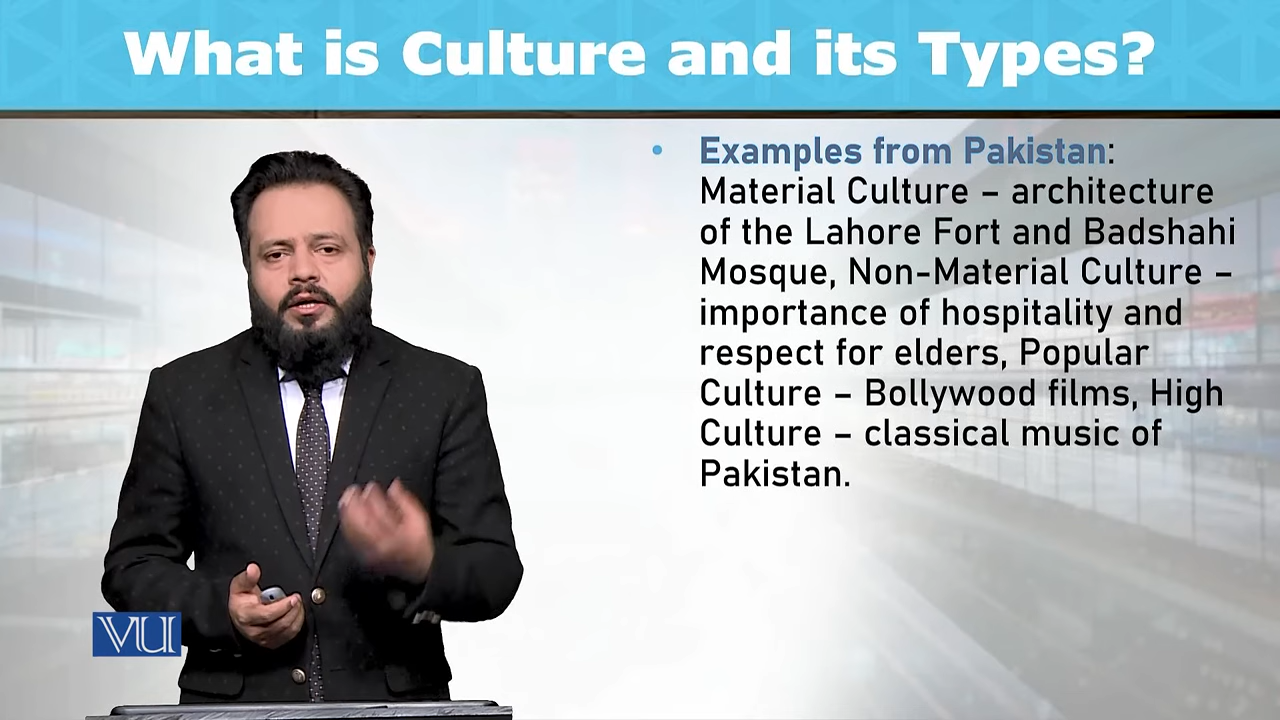 What is Culture and its Types?
• Examples from Pakistan:
Material Culture – architecture
of the Lahore Fort and Badshahi
Mosque, Non-Material Culture –
importance of hospitality and
respect for elders, Popular
Culture – Bollywood films, High
Culture – classical music of
Pakistan.
VU